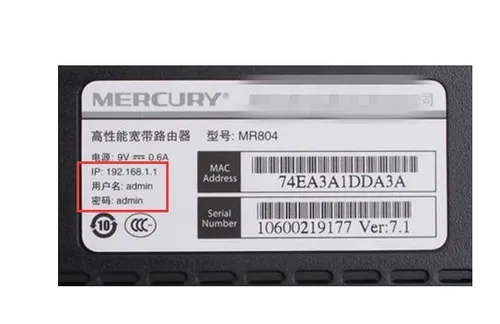 MERCURY®
高性能宽带路由器 型号: MR804
电源: 9V⎓0.6A
IP: 192.168.1.1
用户名: admin
密码: admin
MAC Address
74EA3A1DDA3A
Serial Number
10600219177 Ver:7.1
10
CCC